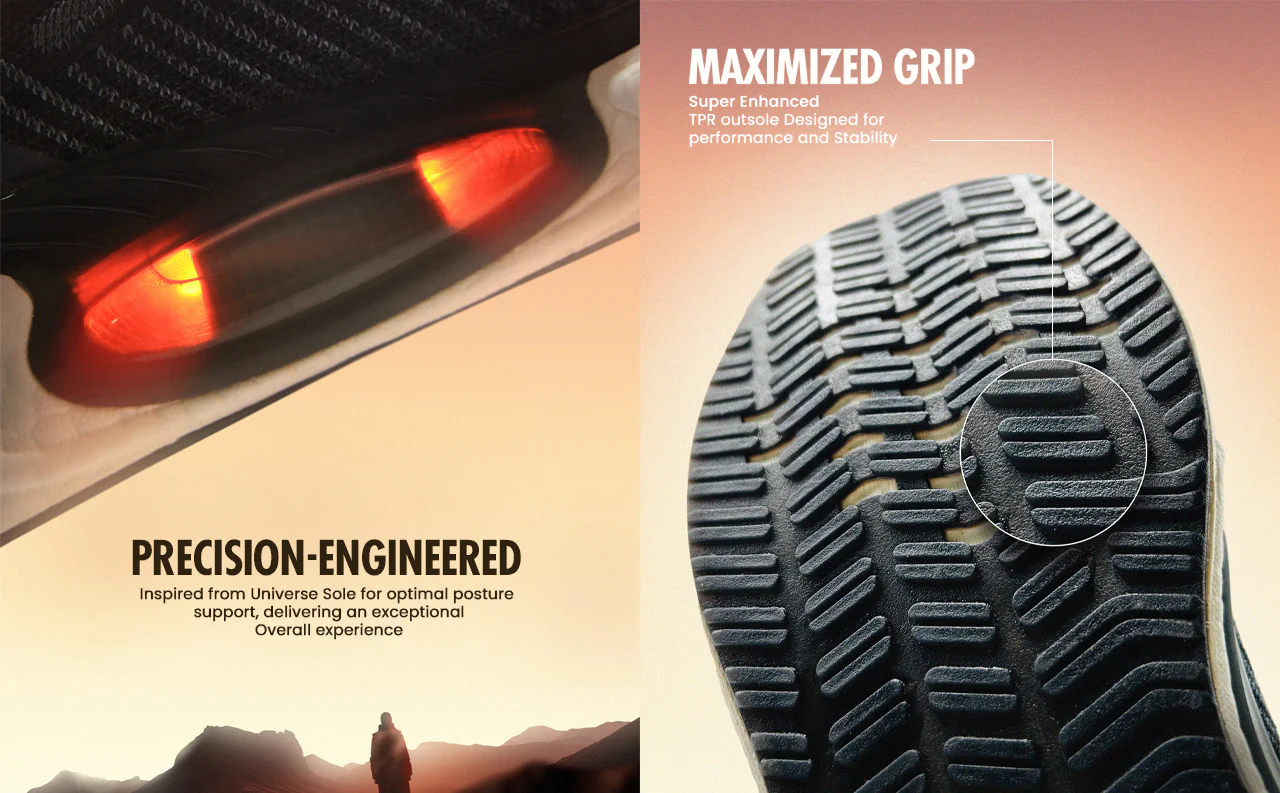 MAXIMIZED GRIP
Super Enhanced
TPR outsole Designed for
performance and Stability
PRECISION-ENGINEERED
Inspired from Universe Sole for optimal posture
support, delivering an exceptional
Overall experience